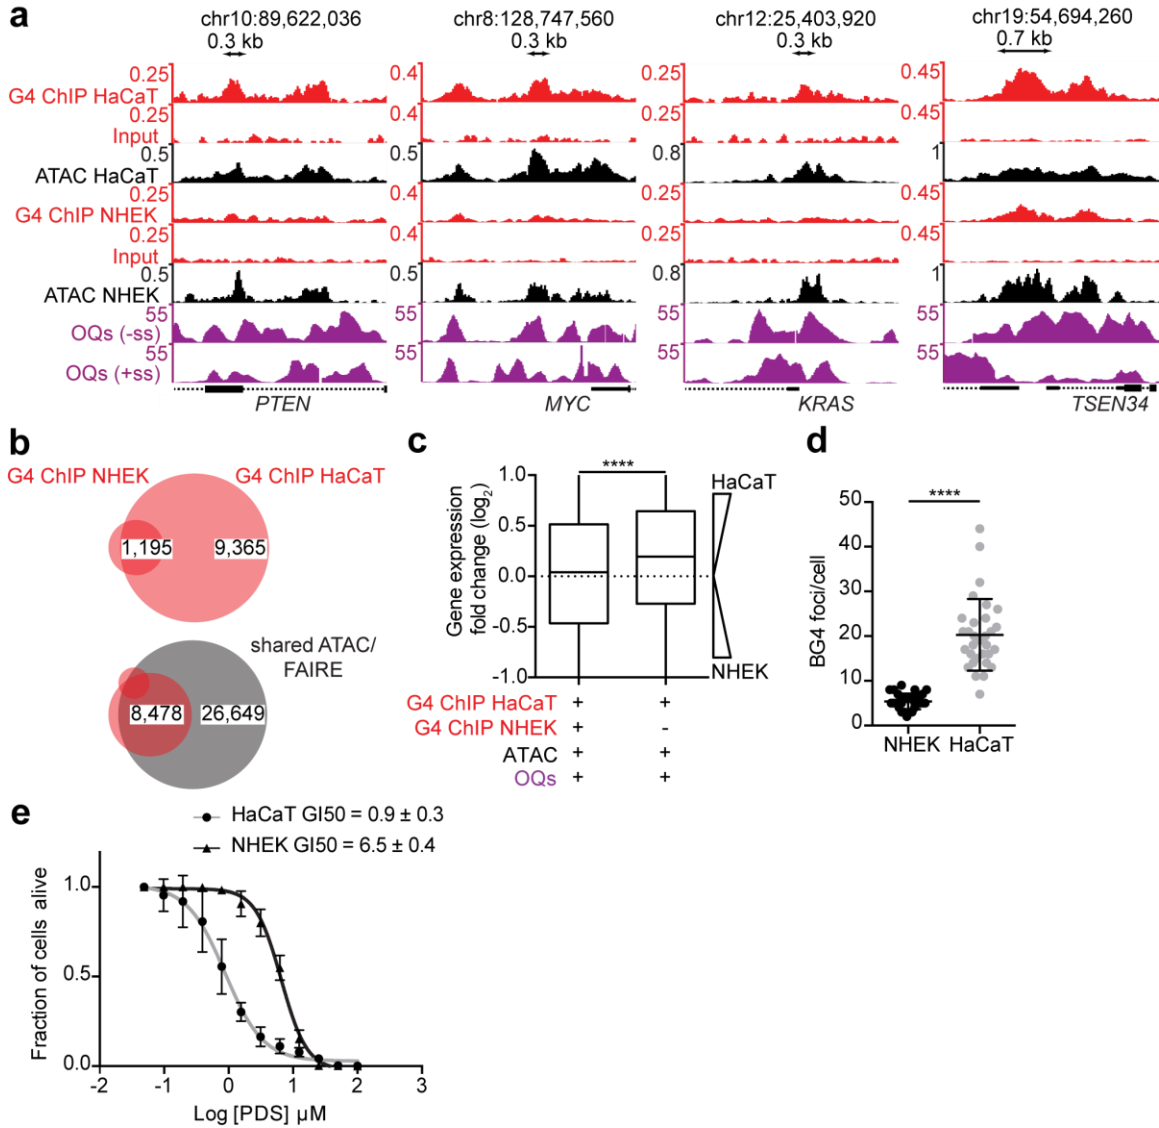 a
chr10:89,622,036 chr8:128,747,560 chr12:25,403,920 chr19:54,694,260
0.3 kb 0.3 kb 0.3 kb 0.7 kb
G4 ChIP HaCaT 0.25 0.4 0.25 0.45
Input 0.25 0.4 0.25 0.45
ATAC HaCaT 0.5 0.5 0.8 1
G4 ChIP NHEK 0.25 0.4 0.25 0.45
Input 0.25 0.4 0.25 0.45
ATAC NHEK 0.5 0.5 0.8 1
OQs (-ss) 55 55 55 55
OQs (+ss) 55 55 55 55
PTEN MYC KRAS TSEN34
b
G4 ChIP NHEK G4 ChIP HaCaT
1,195 9,365
shared ATAC/
FAIRE
8,478 26,649
c
Gene expression
fold change (log2)
1.0
0.5
0.0
-0.5
-1.0
****
HaCaT
NHEK
G4 ChIP HaCaT + +
G4 ChIP NHEK + -
ATAC + +
OQs + +
d
BG4 foci/cell
50
40
30
20
10
0
****
NHEK HaCaT
e
HaCaT GI50 = 0.9 ± 0.3
NHEK GI50 = 6.5 ± 0.4
Fraction of cells alive
1.0
0.5
0.0
-2 -1 0 1 2 3
Log [PDS] µM